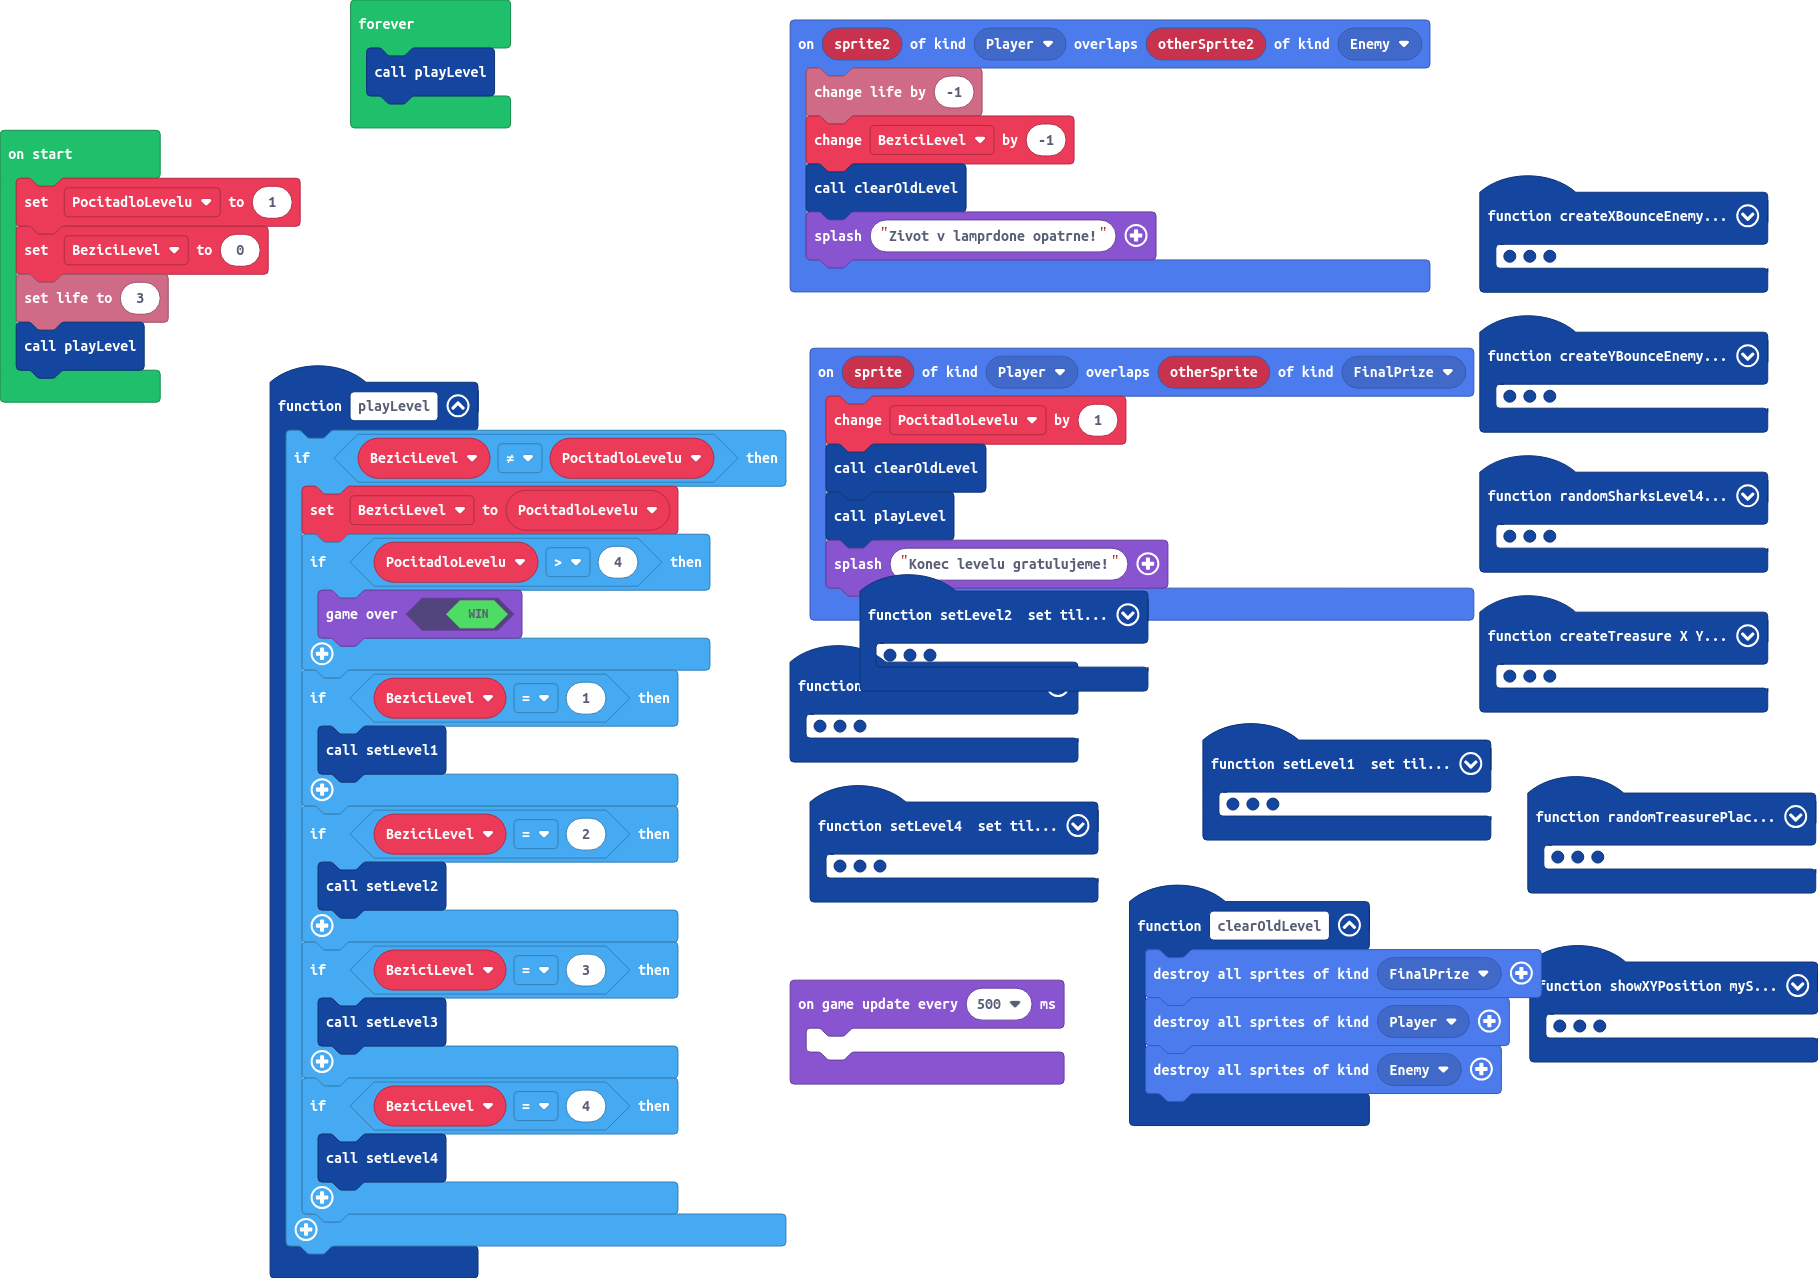 forever
call playLevel
on start
set PocitadloLevelu to 1
set BeziciLevel to 0
set life to 3
call playLevel
function playLevel
if BeziciLevel ≠ PocitadloLevelu then
set BeziciLevel to PocitadloLevelu
if PocitadloLevelu > 4 then
game over WIN
if BeziciLevel = 1 then
call setLevel1
if BeziciLevel = 2 then
call setLevel2
if BeziciLevel = 3 then
call setLevel3
if BeziciLevel = 4 then
call setLevel4
on sprite2 of kind Player overlaps otherSprite2 of kind Enemy
change life by -1
change BeziciLevel by -1
call clearOldLevel
splash "Zivot v lamprdone opatrne!"
on sprite of kind Player overlaps otherSprite of kind FinalPrize
change PocitadloLevelu by 1
call clearOldLevel
call playLevel
splash "Konec levelu gratulujeme!"
function setLevel2 set til...
function
function setLevel4 set til...
on game update every 500 ms
function setLevel1 set til...
function clearOldLevel
destroy all sprites of kind FinalPrize
destroy all sprites of kind Player
destroy all sprites of kind Enemy
function createXBounceEnemy...
function createYBounceEnemy...
function randomSharksLevel4...
function createTreasure X Y...
function randomTreasurePlac...
function showXYPosition myS...